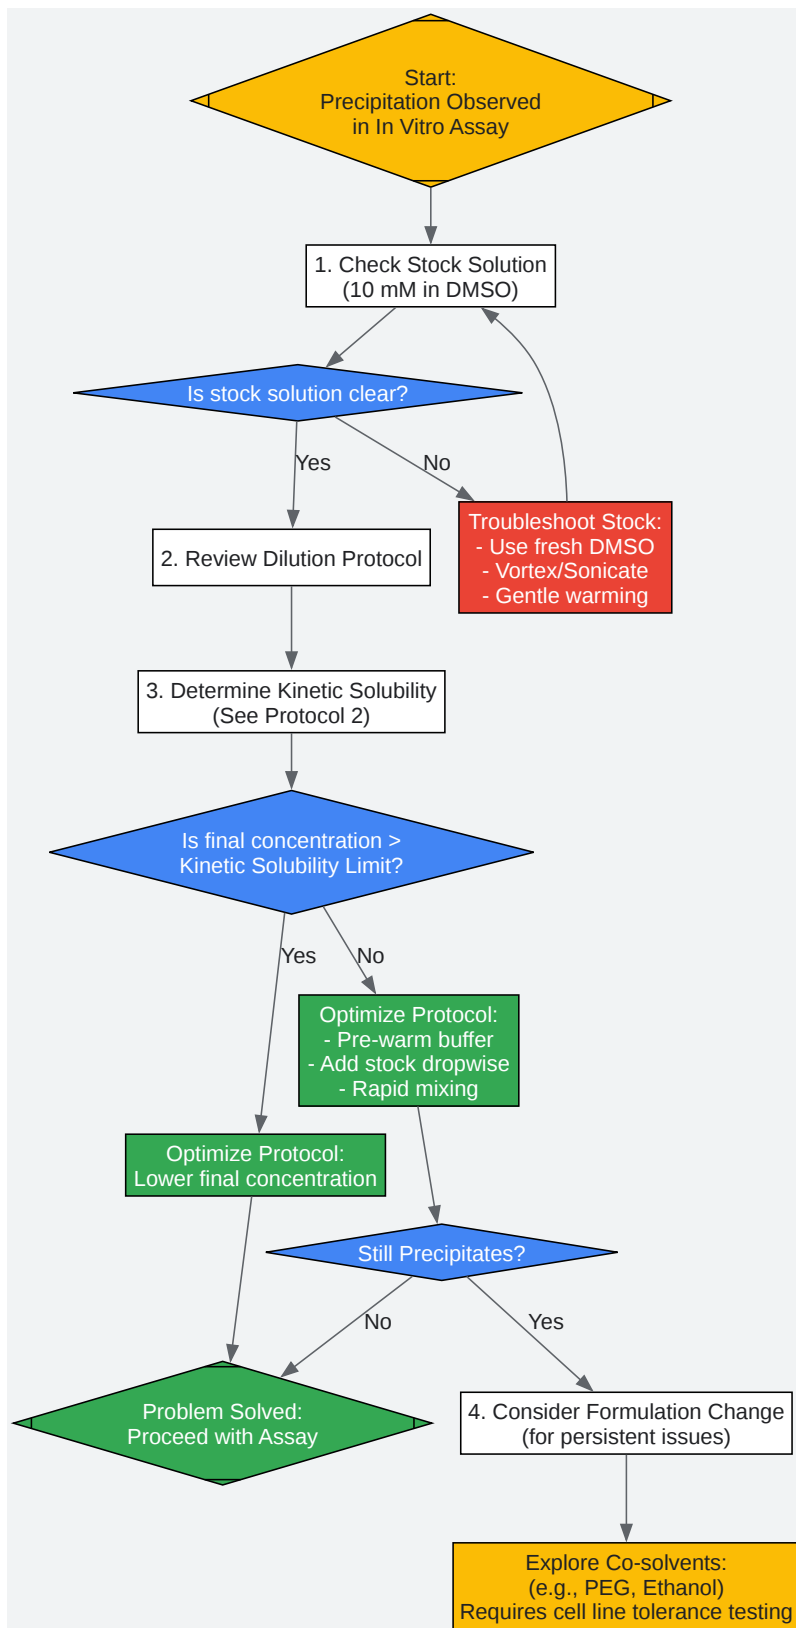 Start:
Precipitation Observed
in In Vitro Assay
1. Check Stock Solution
(10 mM in DMSO)
Is stock solution clear?
Yes
No
Troubleshoot Stock:
- Use fresh DMSO
- Vortex/Sonicate
- Gentle warming
2. Review Dilution Protocol
3. Determine Kinetic Solubility
(See Protocol 2)
Is final concentration >
Kinetic Solubility Limit?
Yes
No
Optimize Protocol:
- Pre-warm buffer
- Add stock dropwise
- Rapid mixing
Optimize Protocol:
Lower final concentration
Still Precipitates?
No
Yes
Problem Solved:
Proceed with Assay
4. Consider Formulation Change
(for persistent issues)
Explore Co-solvents:
(e.g., PEG, Ethanol)
Requires cell line tolerance testing